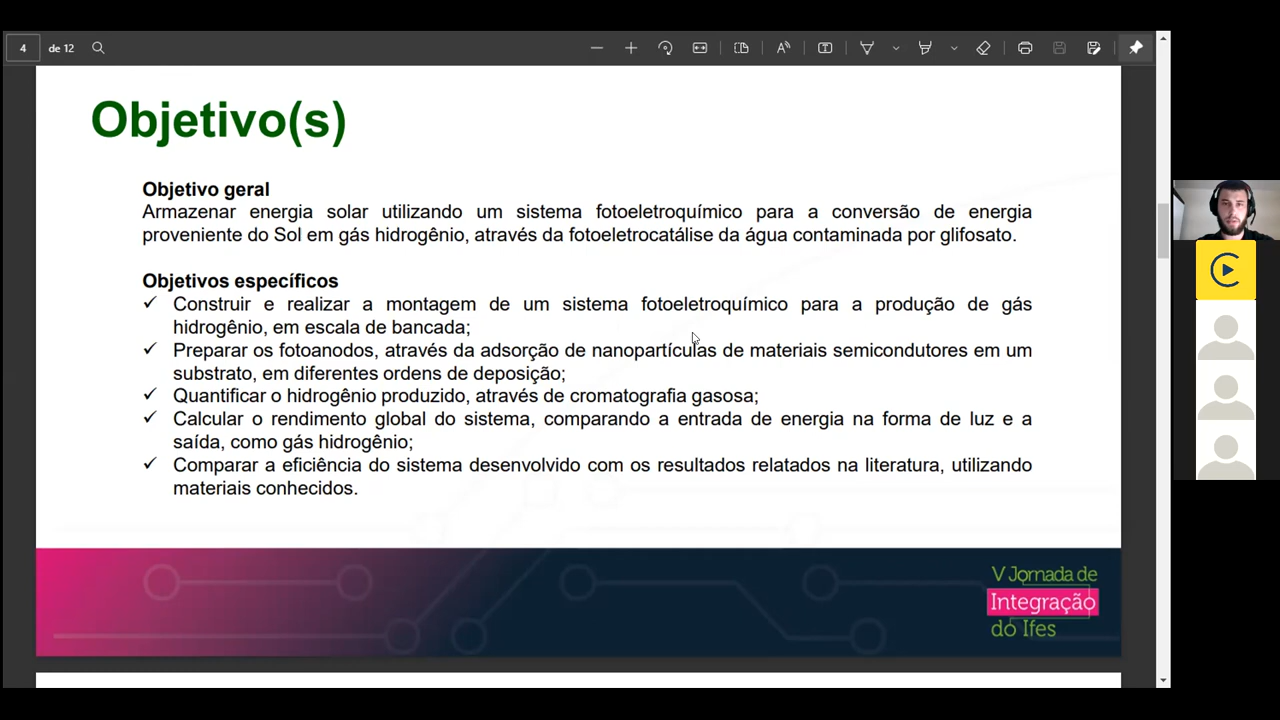 4
de 12
Objetivo(s)
Objetivo geral
Armazenar energia solar utilizando um sistema fotoeletroquímico para a conversão de energia
proveniente do Sol em gás hidrogênio, através da fotoeletrocatálise da água contaminada por glifosato.
Objetivos específicos
✓ Construir e realizar a montagem de um sistema fotoeletroquímico para a produção de gás
hidrogênio, em escala de bancada;
✓ Preparar os fotoanodos, através da adsorção de nanopartículas de materiais semicondutores em um
substrato, em diferentes ordens de deposição;
✓ Quantificar o hidrogênio produzido, através de cromatografia gasosa;
✓ Calcular o rendimento global do sistema, comparando a entrada de energia na forma de luz e a
saída, como gás hidrogênio;
✓ Comparar a eficiência do sistema desenvolvido com os resultados relatados na literatura, utilizando
materiais conhecidos.
V Jornada de
Integração
do Ifes